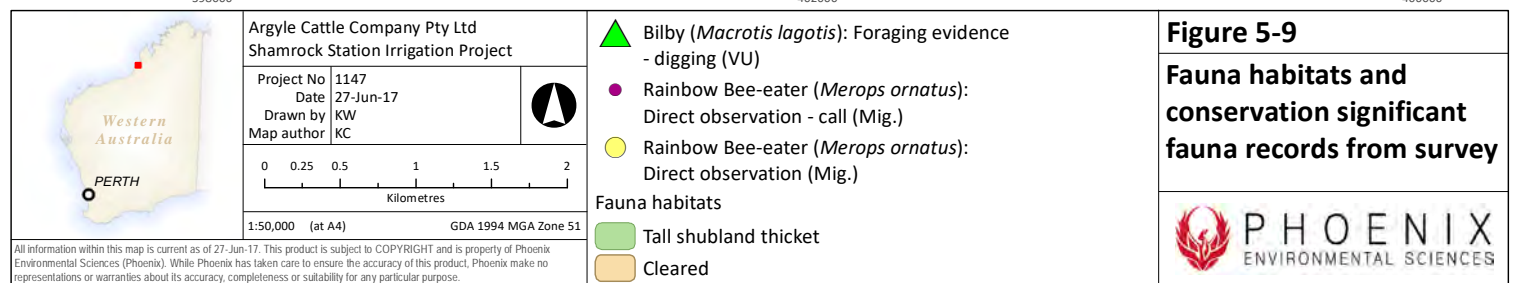 Western
Australia
PERTH
All information within this map is current as of 27-Jun-17. This product is subject to COPYRIGHT and is property of Phoenix
Environmental Sciences (Phoenix). While Phoenix has taken care to ensure the accuracy of this product, Phoenix make no
representations or warranties about its accuracy, completeness or suitability for any particular purpose.
Argyle Cattle Company Pty Ltd
Shamrock Station Irrigation Project
Project No 1147
Date 27-Jun-17
Drawn by KW
Map author KC
0 0.25 0.5 1 1.5 2
Kilometres
1:50,000 (at A4) GDA 1994 MGA Zone 51
Bilby (Macrotis lagotis): Foraging evidence
- digging (VU)
Rainbow Bee-eater (Merops ornatus):
Direct observation - call (Mig.)
Rainbow Bee-eater (Merops ornatus):
Direct observation (Mig.)
Fauna habitats
Tall shubland thicket
Cleared
Figure 5-9
Fauna habitats and
conservation significant
fauna records from survey
PHOENIX
ENVIRONMENTAL SCIENCES